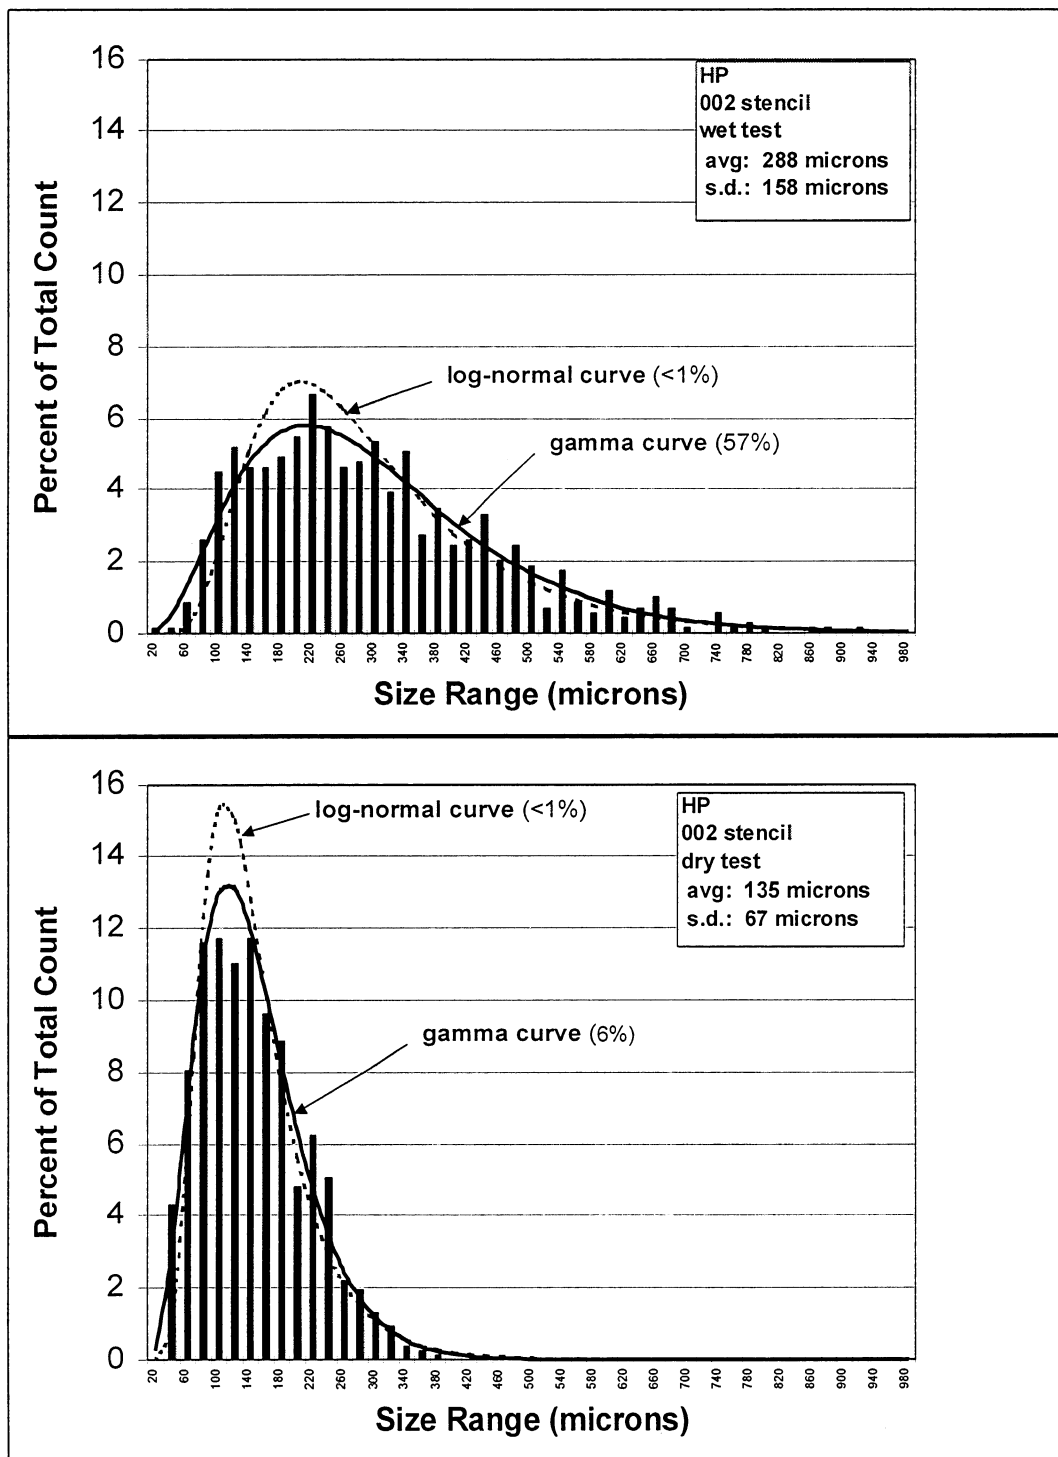 16
14
12
10
8
6
4
2
0
Percent of Total Count
HP
002 stencil
wet test
avg: 288 microns
s.d.: 158 microns
log-normal curve (<1%)
gamma curve (57%)
20 60 100 140 180 220 260 300 340 380 420 460 500 540 580 620 660 700 740 780 820 860 900 940 980
Size Range (microns)
16
14
12
10
8
6
4
2
0
Percent of Total Count
log-normal curve (<1%)
HP
002 stencil
dry test
avg: 135 microns
s.d.: 67 microns
gamma curve (6%)
20 60 100 140 180 220 260 300 340 380 420 460 500 540 580 620 660 700 740 780 820 860 900 940 980
Size Range (microns)